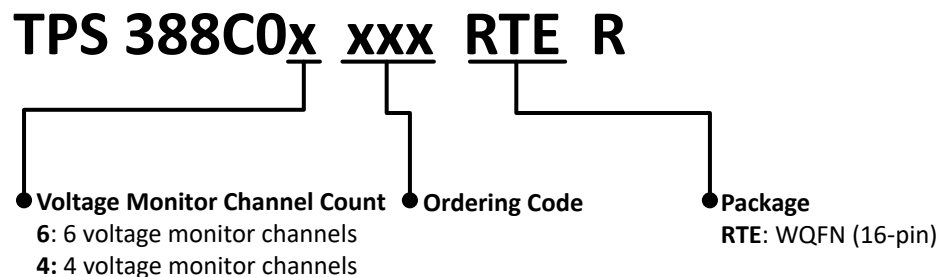 TPS 388C0x xxx RTE R
Voltage Monitor Channel Count
6: 6 voltage monitor channels
4: 4 voltage monitor channels
Ordering Code
Package
RTE: WQFN (16-pin)